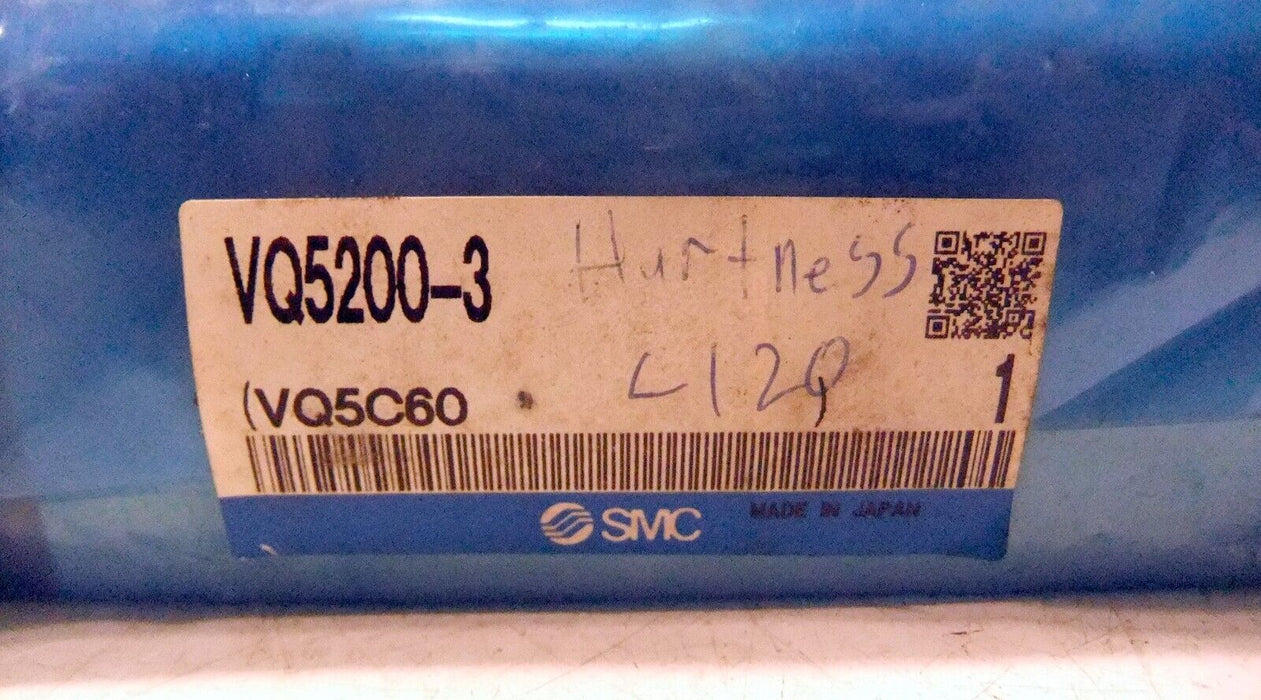 VQ5200-3 Hurtness
(VQ5C60 L120 1
SMC MADE IN JAPAN